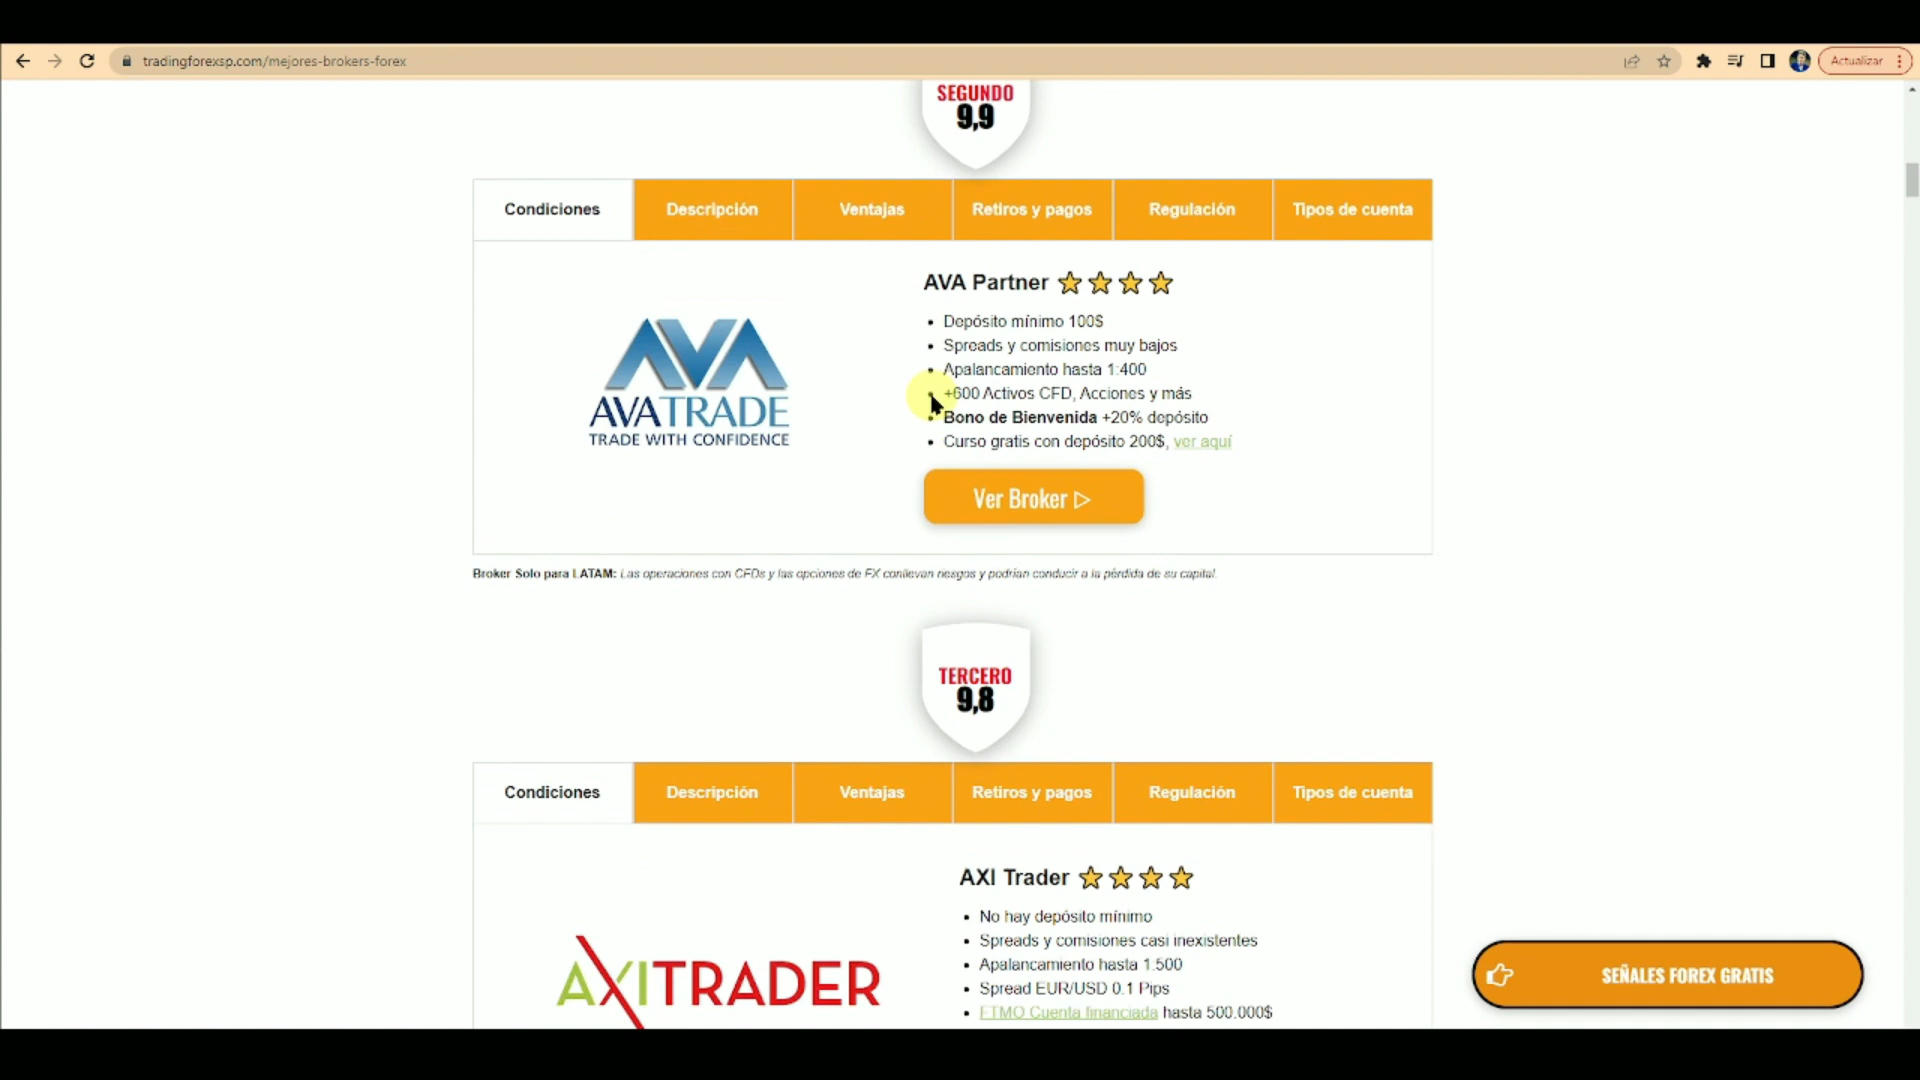 tradingforexsp.com/mejores-brokers-forex
Actualizar
SEGUNDO
9,9
Condiciones
Descripción
Ventajas
Retiros y pagos
Regulación
Tipos de cuenta
AVA Partner
Depósito mínimo 100$
Spreads y comisiones muy bajos
Apalancamiento hasta 1:400
+600 Activos CFD, Acciones y más
Bono de Bienvenida +20% depósito
Curso gratis con depósito 200$, ver aquí
AVA
AVATRADE
TRADE WITH CONFIDENCE
Ver Broker ▷
Broker Solo para LATAM: Las operaciones con CFDs y las opciones de FX conllevan riesgos y podrían conducir a la pérdida de su capital.
TERCERO
9,8
Condiciones
Descripción
Ventajas
Retiros y pagos
Regulación
Tipos de cuenta
AXI Trader
No hay depósito mínimo
Spreads y comisiones casi inexistentes
Apalancamiento hasta 1.500
Spread EUR/USD 0.1 Pips
FTMO Cuenta financiada hasta 500.000$
AXITRADER
SEÑALES FOREX GRATIS